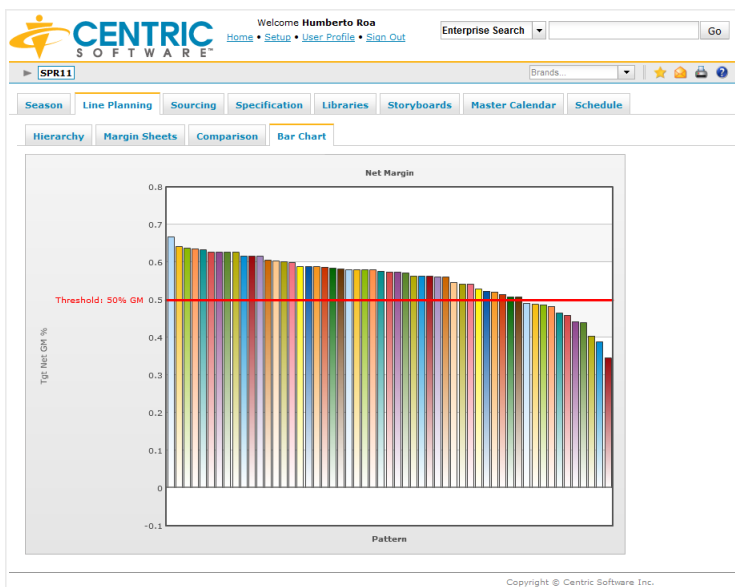 CENTRIC
SOFTWARE™
Welcome Humberto Roa
Home • Setup • User Profile • Sign Out
Enterprise Search
Go
SPR11
Brands...
Season
Line Planning
Sourcing
Specification
Libraries
Storyboards
Master Calendar
Schedule
Hierarchy
Margin Sheets
Comparison
Bar Chart
Net Margin
0.8
0.7
0.6
Threshold: 50% GM 0.5
0.4
0.3
0.2
0.1
0
-0.1
Tgt Net GM %
Pattern
Copyright © Centric Software Inc.